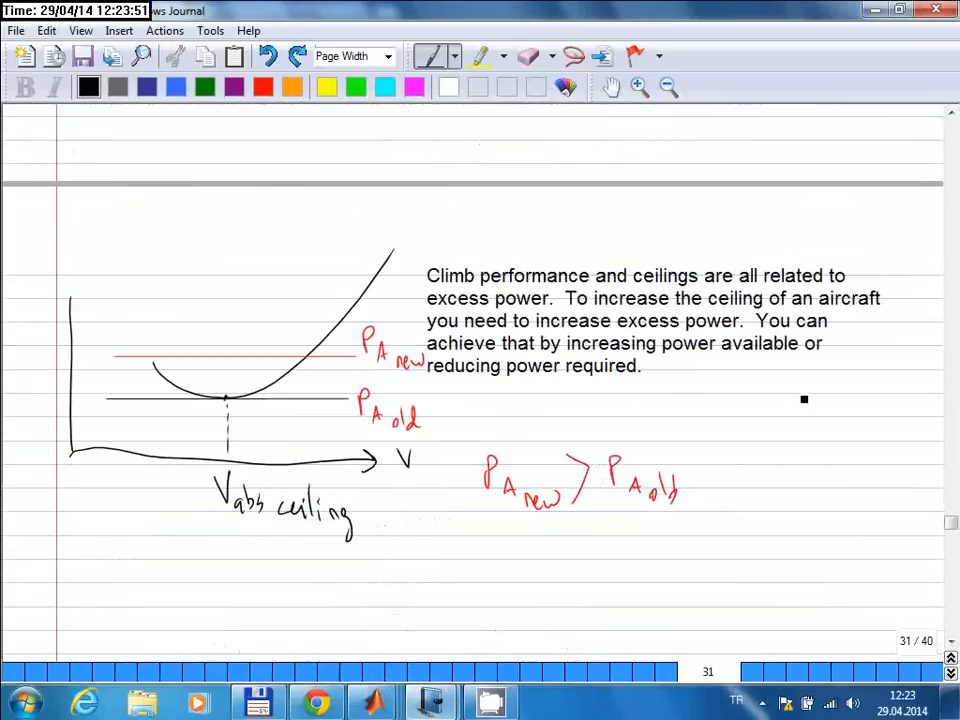 Time: 29/04/14 12:23:51
ws Journal
File Edit View Insert Actions Tools Help
Page Width
B I
P A new
P A old
V
V abs ceiling
Climb performance and ceilings are all related to
excess power. To increase the ceiling of an aircraft
you need to increase excess power. You can
achieve that by increasing power available or
reducing power required.
P A new > P A old
31 / 40
31
TR
12:23
29.04.2014